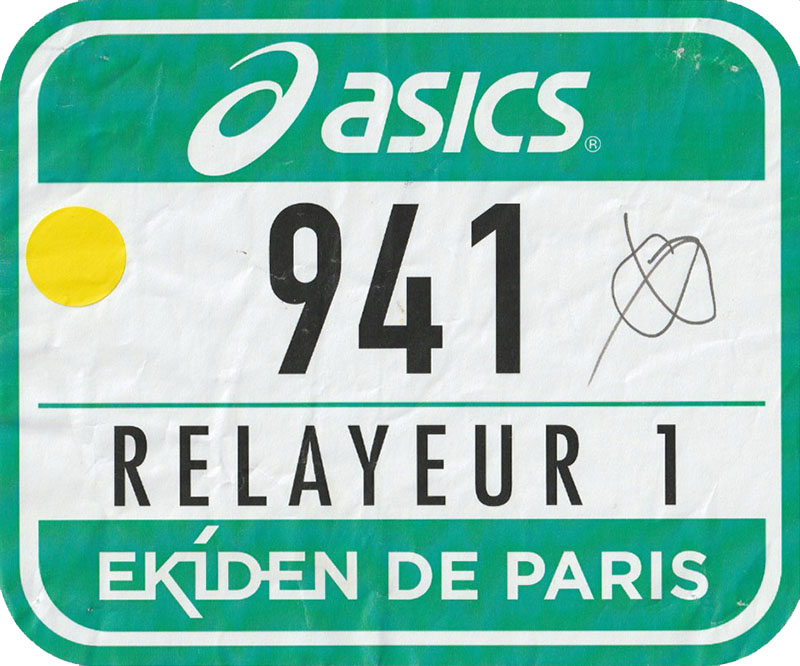 asics®
941
RELAYEUR 1
EKIDEN DE PARIS